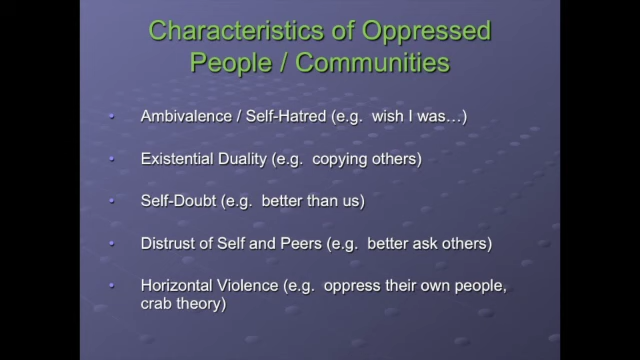 Characteristics of Oppressed
People / Communities
• Ambivalence / Self-Hatred (e.g. wish I was…)
• Existential Duality (e.g. copying others)
• Self-Doubt (e.g. better than us)
• Distrust of Self and Peers (e.g. better ask others)
• Horizontal Violence (e.g. oppress their own people,
crab theory)